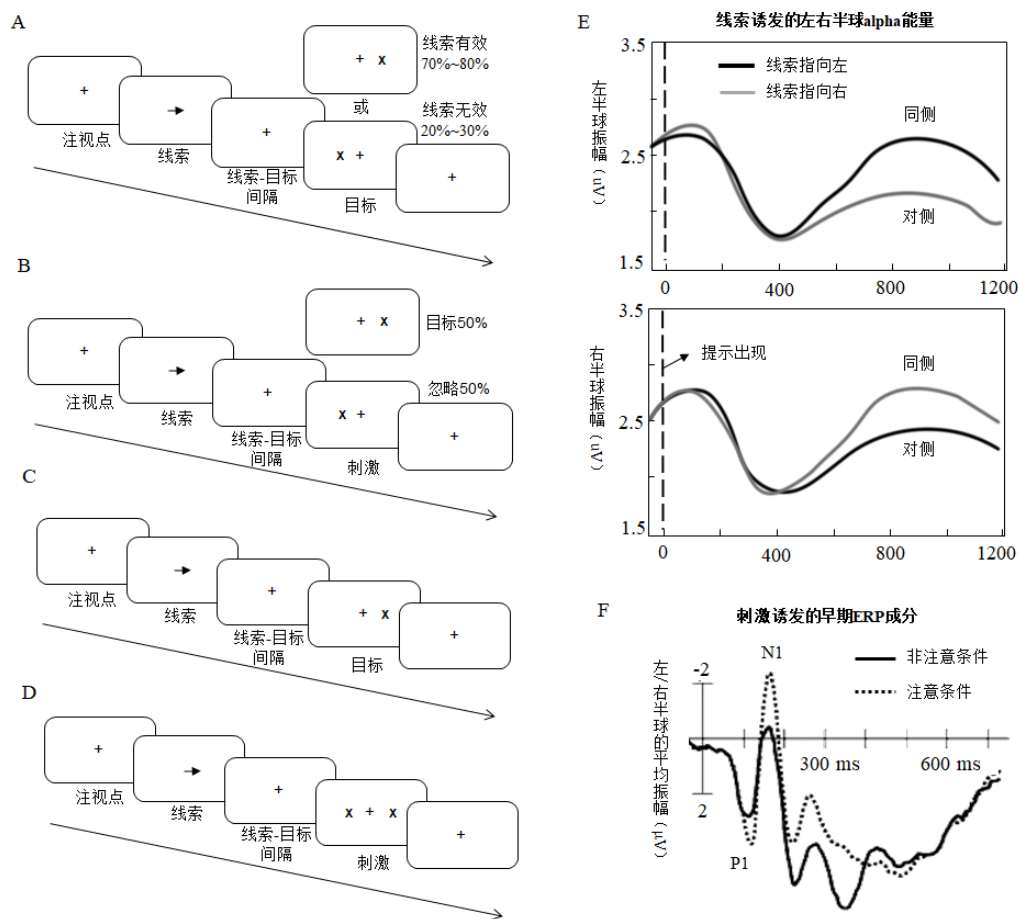 A
+
注视点
线索
+
线索-目标
间隔
+ x
线索有效
70%~80%
或
线索无效
20%~30%
x +
目标
+
B
+
注视点
线索
+
线索-目标
间隔
+ x
目标50%
忽略50%
x +
刺激
+
C
+
注视点
线索
+
线索-目标
间隔
+ x
目标
+
D
+
注视点
线索
+
线索-目标
间隔
x + x
刺激
+
E
线索诱发的左右半球alpha能量
左半球振幅（uV）
3.5
2.5
1.5
线索指向左
线索指向右
同侧
对侧
0 400 800 1200
右半球振幅（uV）
3.5
2.5
1.5
提示出现
同侧
对侧
0 400 800 1200
F
刺激诱发的早期ERP成分
左/右半球的平均振幅（μV）
N1
非注意条件
注意条件
-2
2
300 ms
600 ms
P1